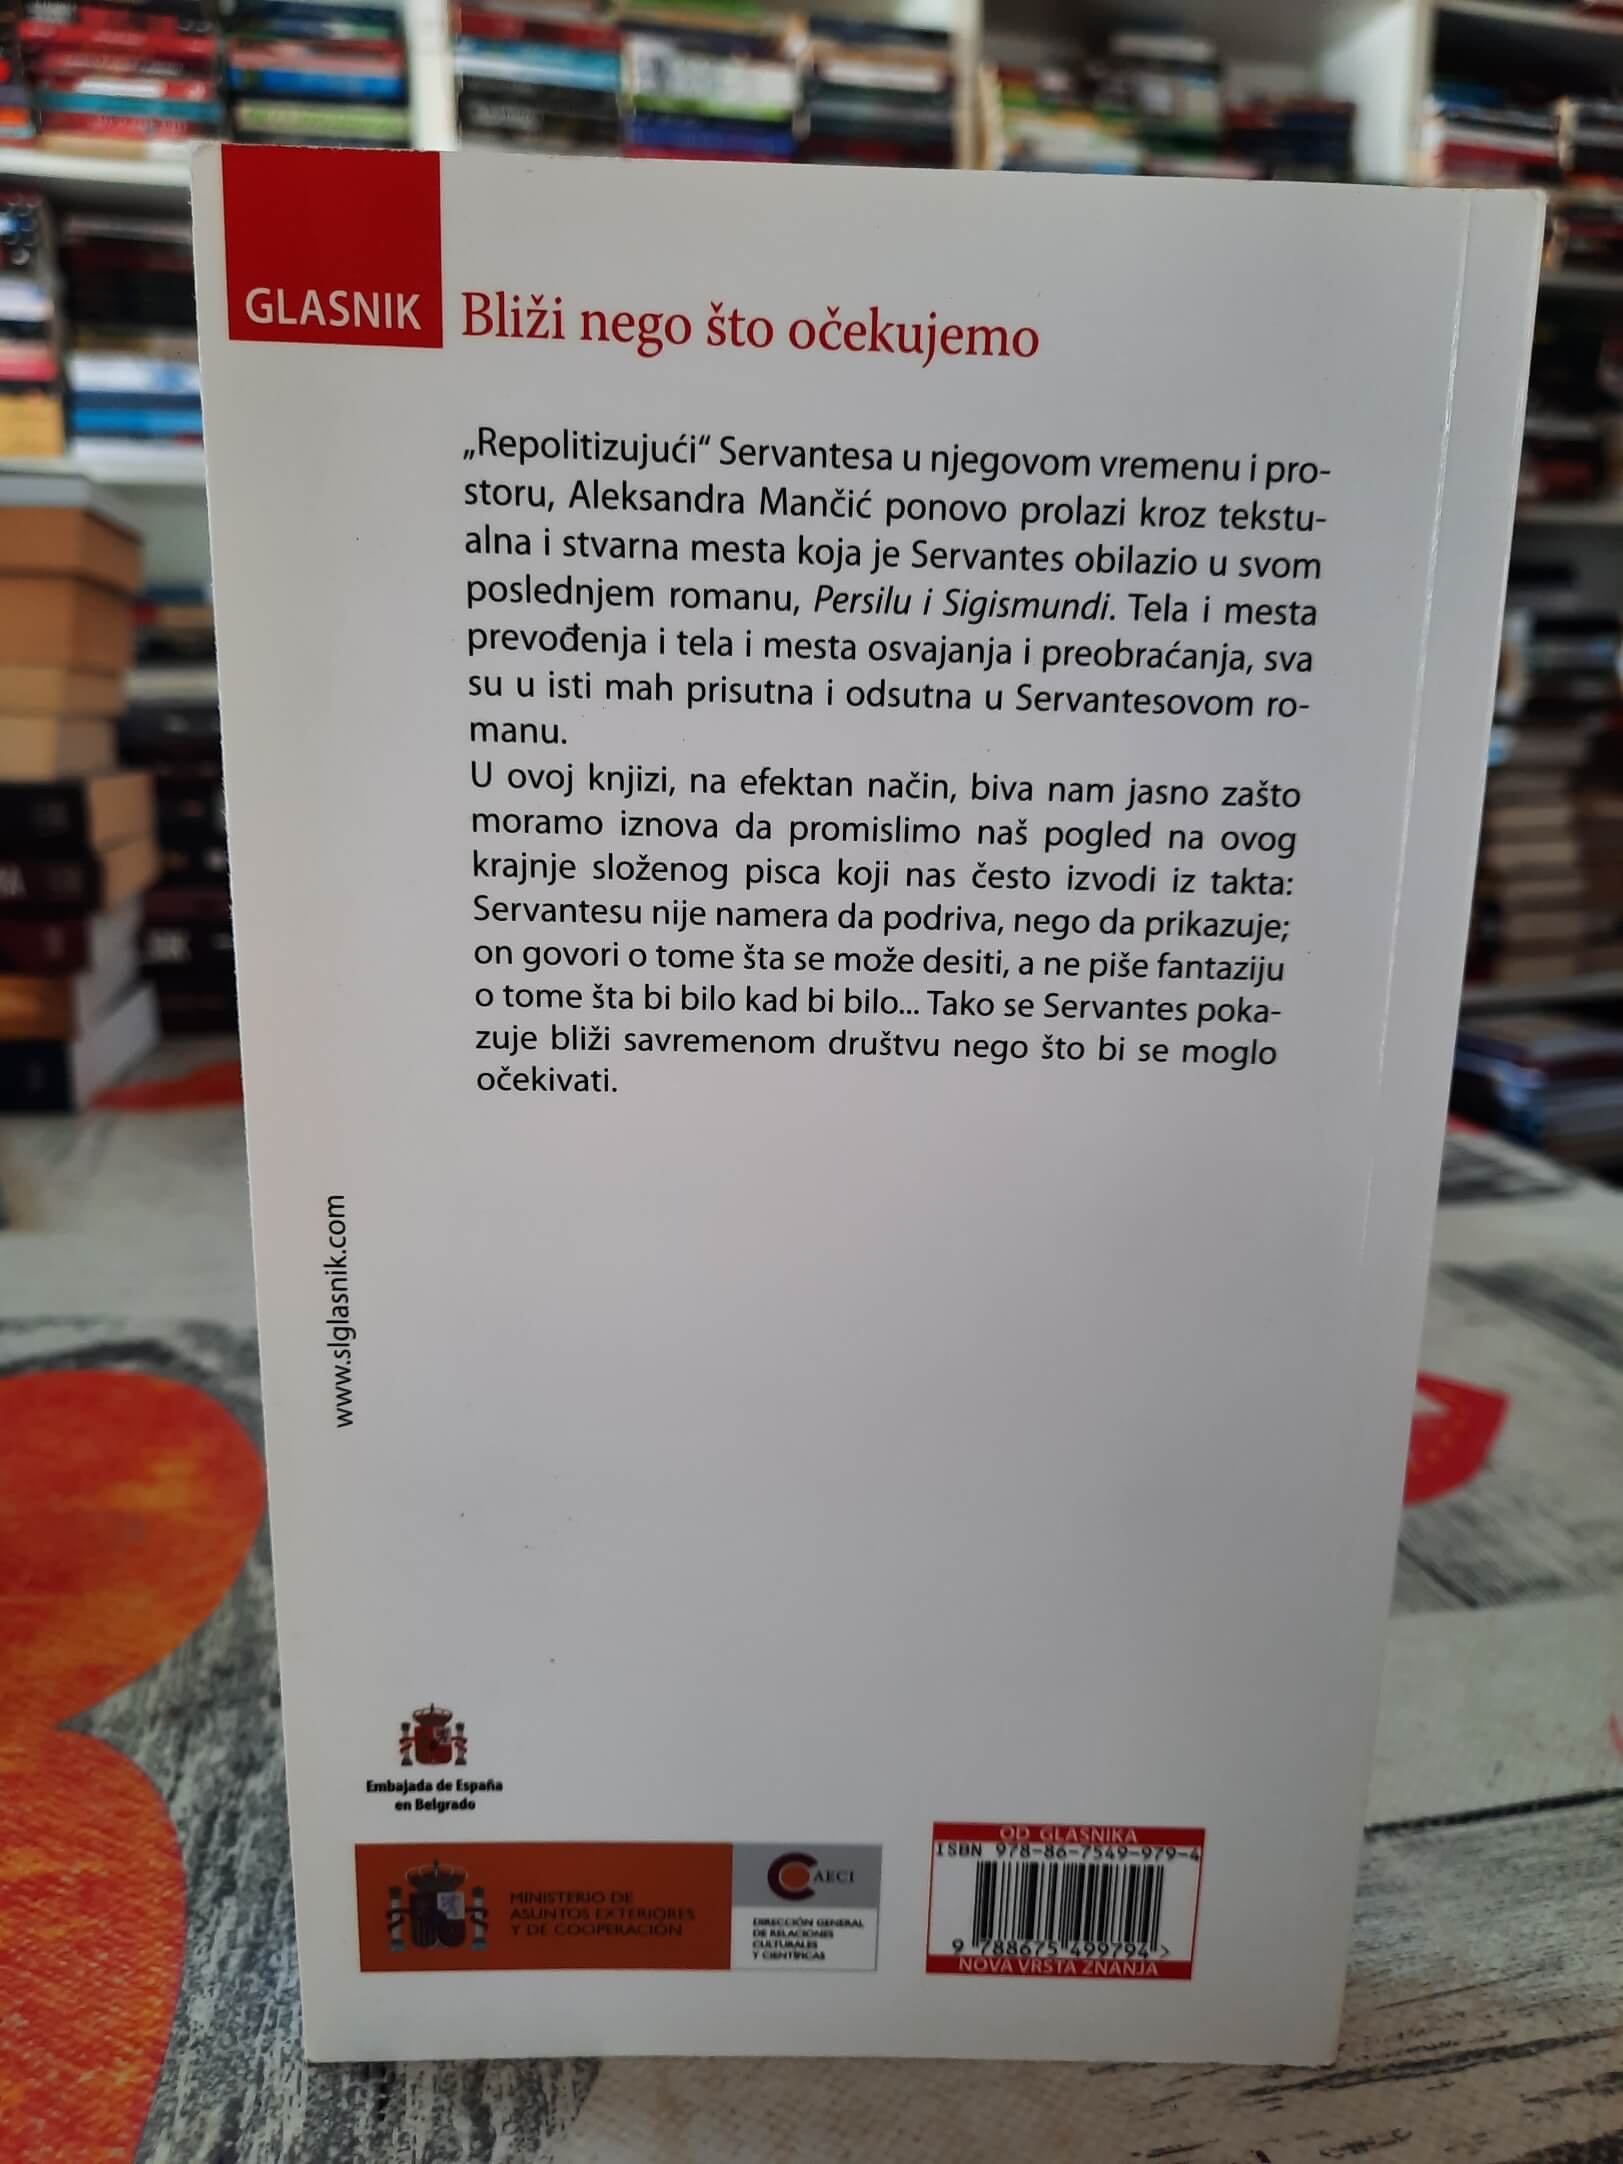 GLASNIK
Bliži nego što očekujemo
„Repolitizujući“ Servantesa u njegovom vremenu i pro-
storu, Aleksandra Mančić ponovo prolazi kroz tekstu-
alna i stvarna mesta koja je Servantes obilazio u svom
poslednjem romanu, Persilu i Sigismundi. Tela i mesta
prevođenja i tela i mesta osvajanja i preobraćanja, sva
su u isti mah prisutna i odsutna u Servantesovom ro-
manu.
U ovoj knjizi, na efektan način, biva nam jasno zašto
moramo iznova da promislimo naš pogled na ovog
krajnje složenog pisca koji nas često izvodi iz takta:
Servantesu nije namera da podriva, nego da prikazuje;
on govori o tome šta se može desiti, a ne piše fantaziju
o tome šta bi bilo kad bi bilo... Tako se Servantes poka-
zuje bliži savremenom društvu nego što bi se moglo
očekivati.
www.slglasnik.com
Embajada de España
en Belgrado
MINISTERIO DE
ASUNTOS EXTERIORES
Y DE COOPERACIÓN
AECI
DIRECCIÓN GENERAL
DE RELACIONES
CULTURALES
Y CIENTÍFICAS
OD GLASNIKA
ISBN 978-86-7549-979-4
9 788675 499794 >
NOVA VRSTA ZNANJA